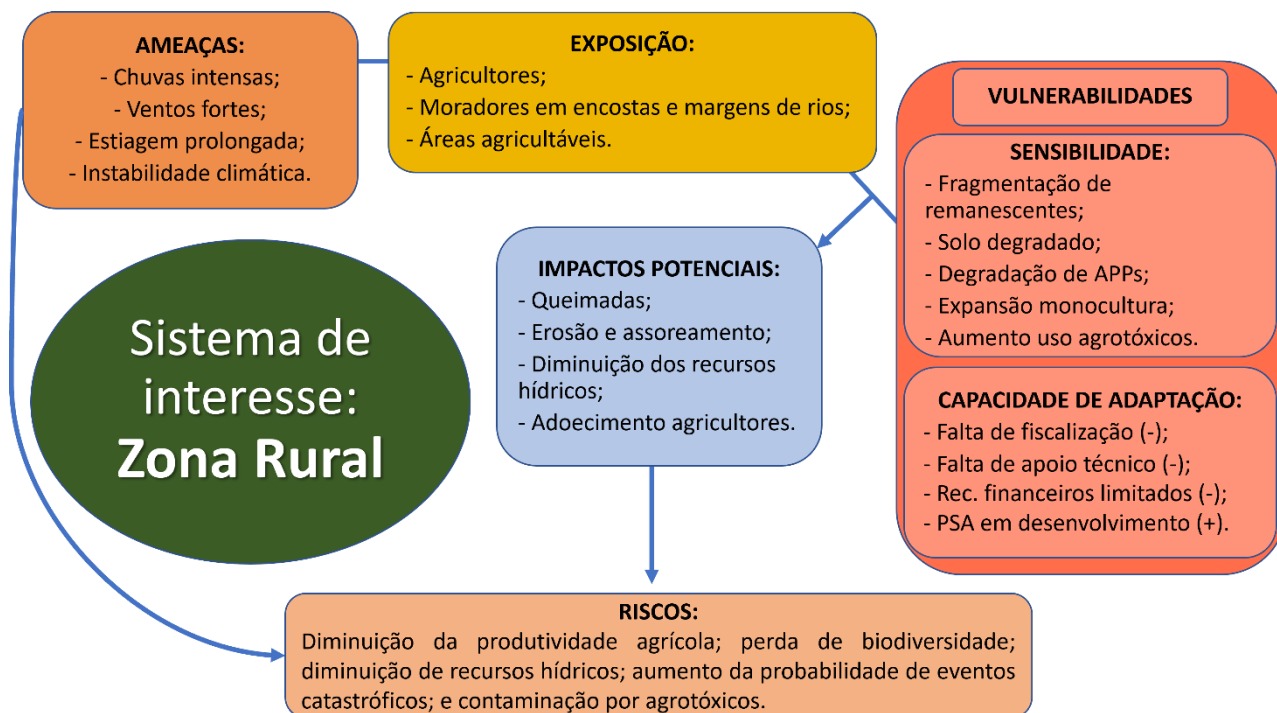 AMEAÇAS:
- Chuvas intensas;
- Ventos fortes;
- Estiagem prolongada;
- Instabilidade climática.
EXPOSIÇÃO:
- Agricultores;
- Moradores em encostas e margens de rios;
- Áreas agricultáveis.
VULNERABILIDADES
SENSIBILIDADE:
- Fragmentação de
remanescentes;
- Solo degradado;
- Degradação de APPs;
- Expansão monocultura;
- Aumento uso agrotóxicos.
CAPACIDADE DE ADAPTAÇÃO:
- Falta de fiscalização (-);
- Falta de apoio técnico (-);
- Rec. financeiros limitados (-);
- PSA em desenvolvimento (+).
Sistema de
interesse:
Zona Rural
IMPACTOS POTENCIAIS:
- Queimadas;
- Erosão e assoreamento;
- Diminuição dos recursos
hídricos;
- Adoecimento agricultores.
RISCOS:
Diminuição da produtividade agrícola; perda de biodiversidade;
diminuição de recursos hídricos; aumento da probabilidade de eventos
catastróficos; e contaminação por agrotóxicos.